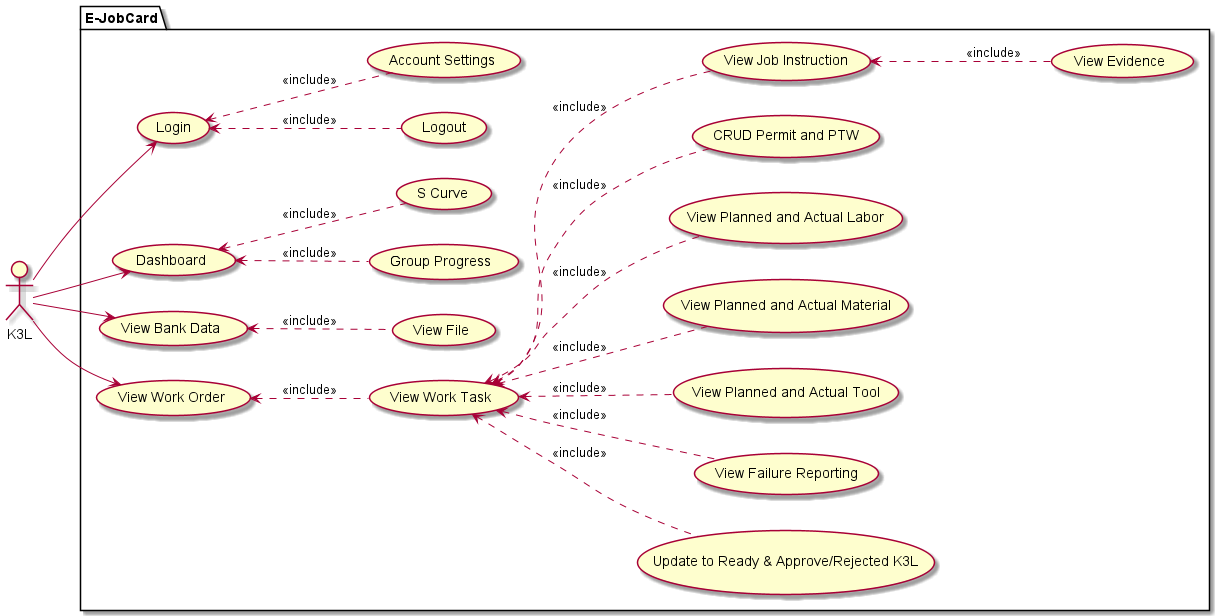 E-JobCard
Account Settings
View Job Instruction
«include»
View Evidence
«include»
«include»
Login
«include»
Logout
CRUD Permit and PTW
«include»
S Curve
«include»
View Planned and Actual Labor
Dashboard
«include»
Group Progress
«include»
View Planned and Actual Material
K3L
View Bank Data
«include»
View File
«include»
View Work Order
«include»
View Work Task
«include»
View Planned and Actual Tool
«include»
View Failure Reporting
«include»
Update to Ready & Approve/Rejected K3L